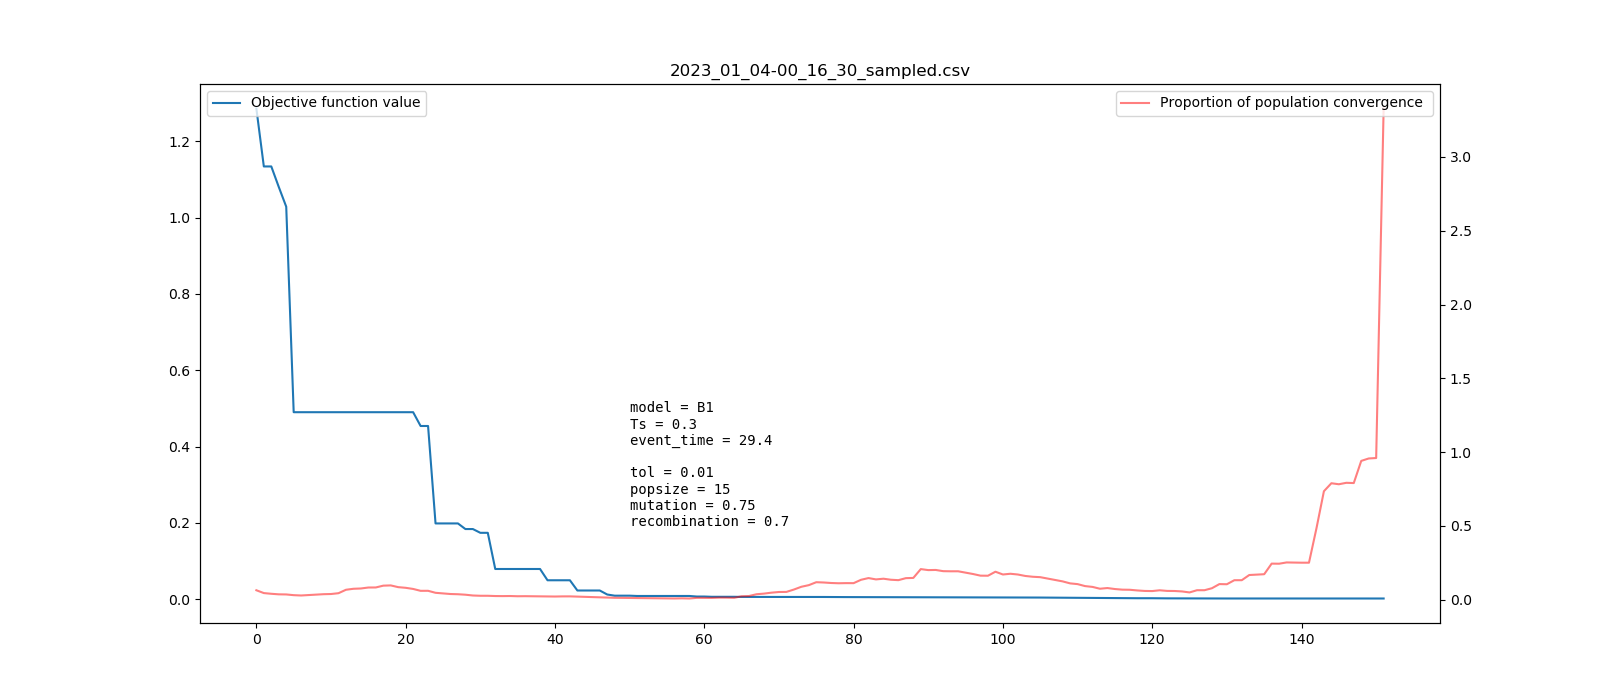 2023_01_04-00_16_30_sampled.csv
Objective function value
Proportion of population convergence
1.2
1.0
0.8
0.6
0.4
0.2
0.0
3.0
2.5
2.0
1.5
1.0
0.5
0.0
model = B1
Ts = 0.3
event_time = 29.4
tol = 0.01
popsize = 15
mutation = 0.75
recombination = 0.7
0 20 40 60 80 100 120 140